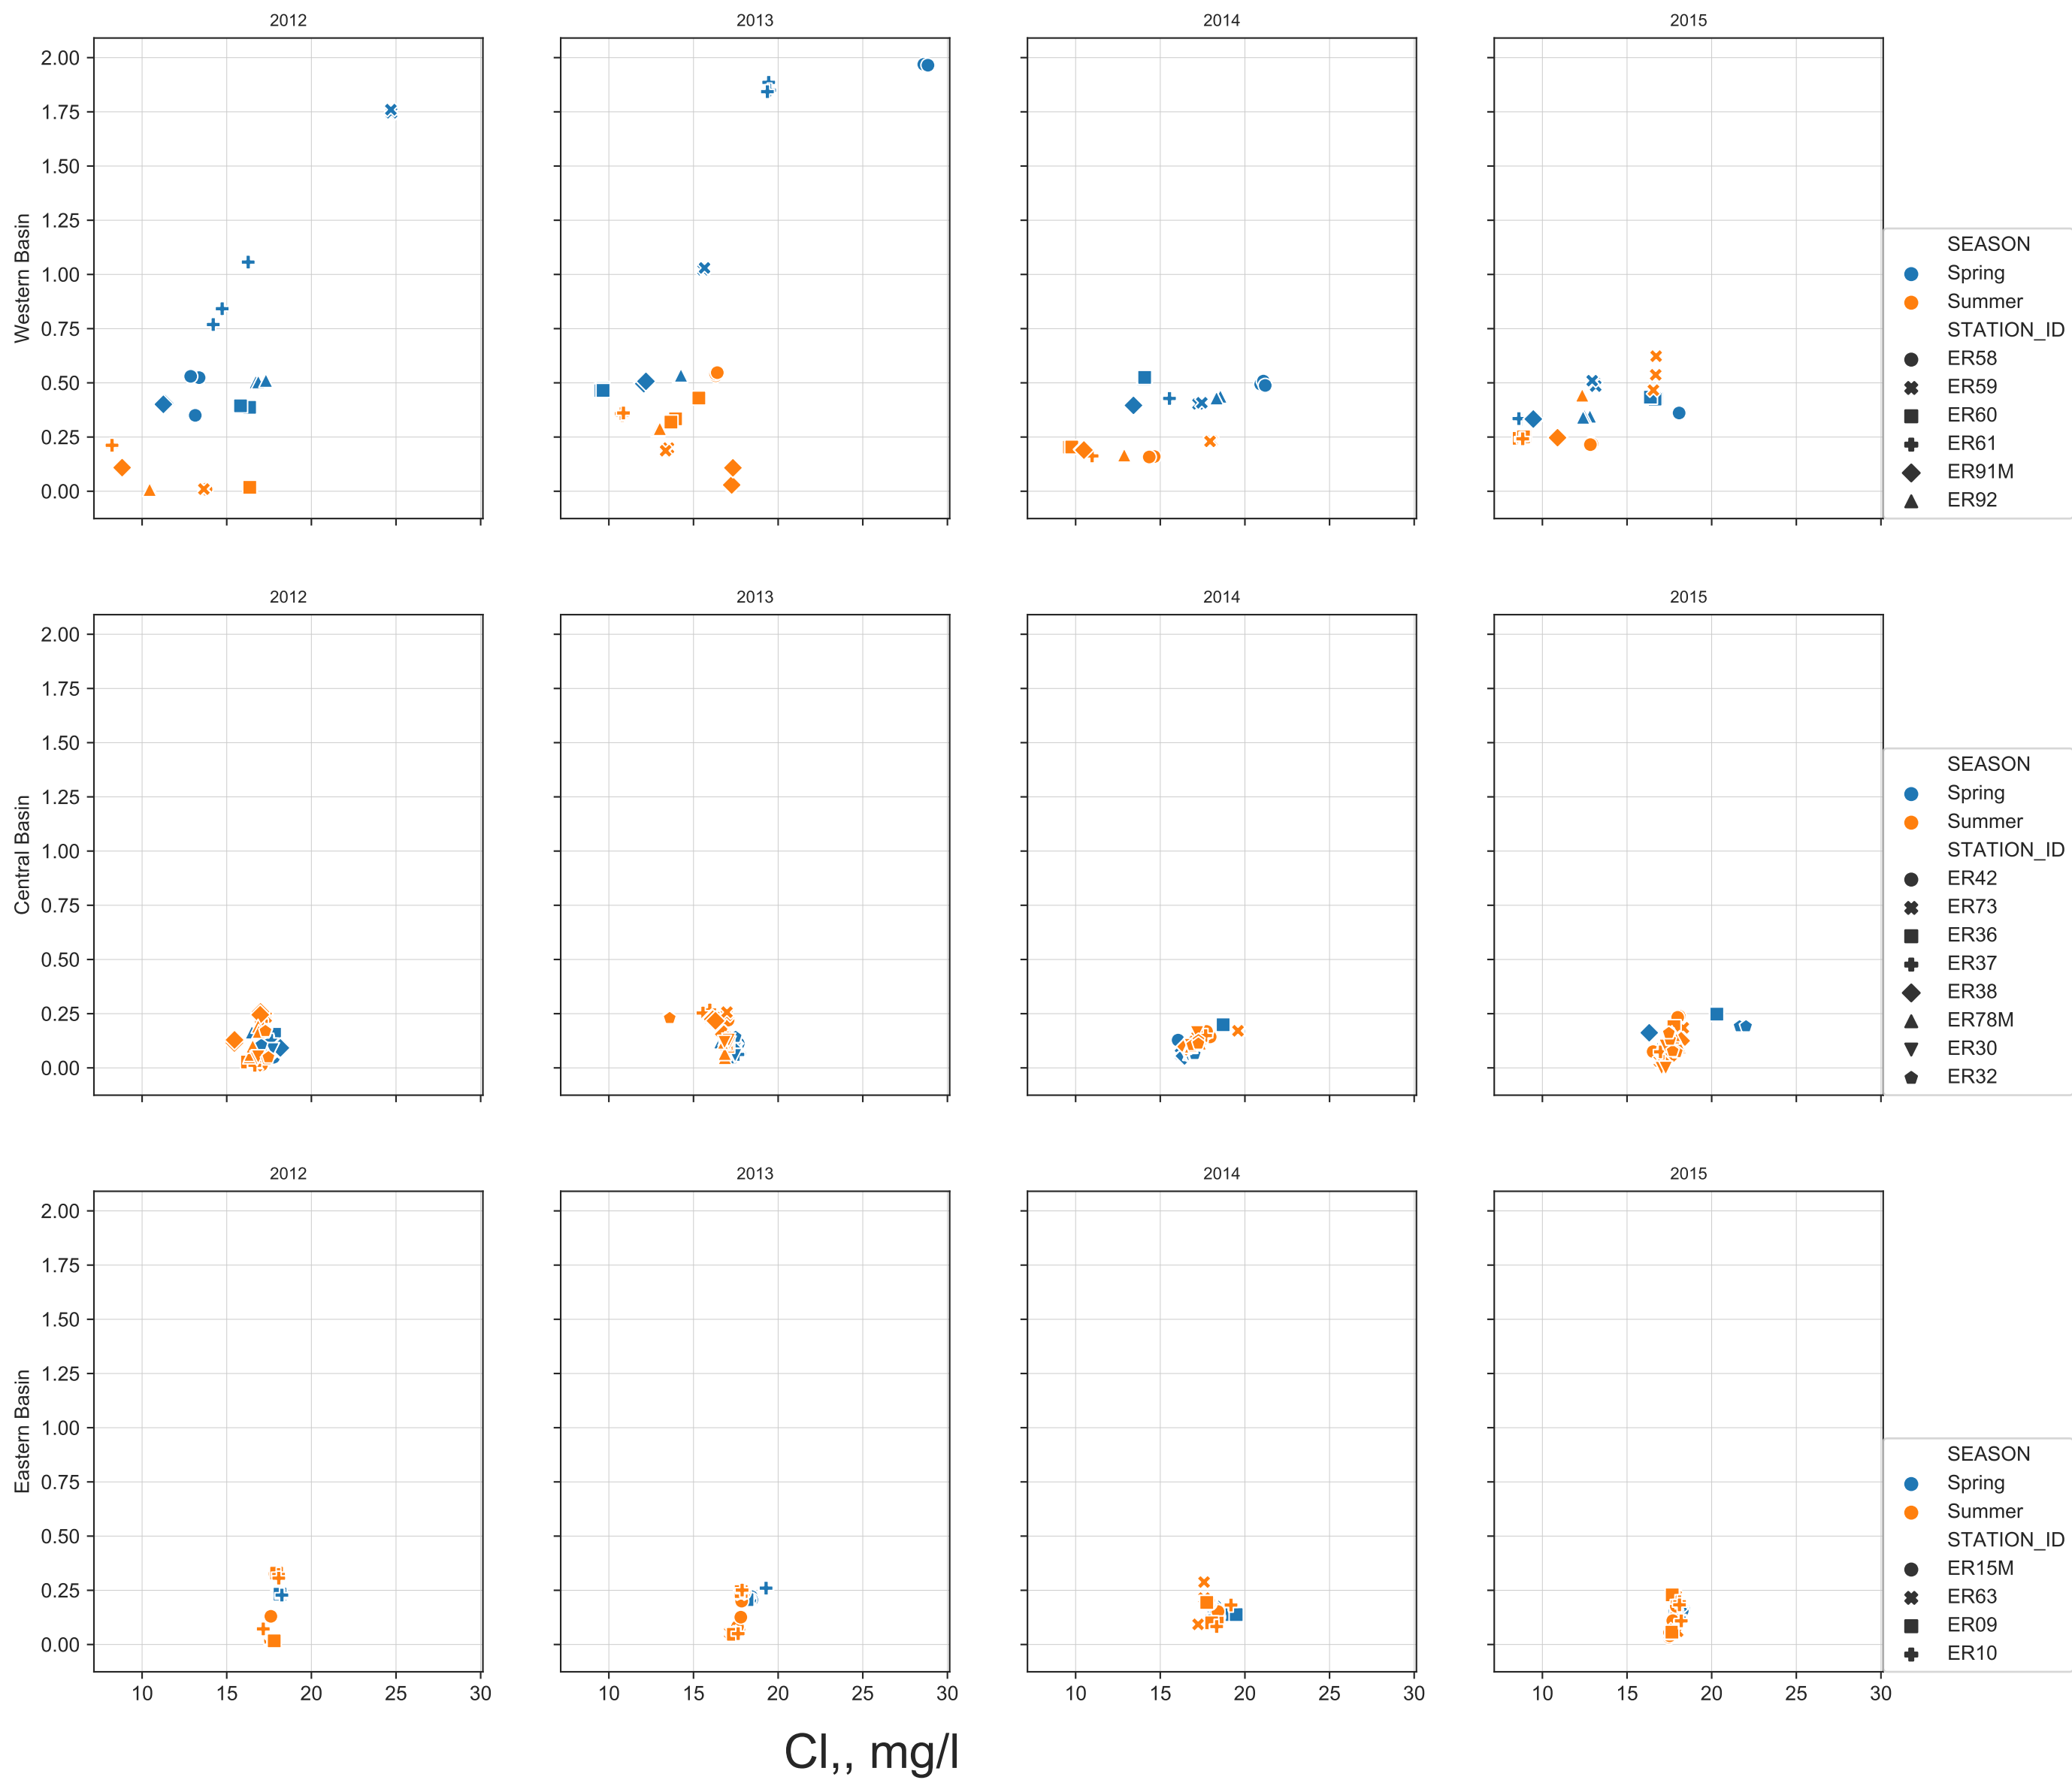 2012 2013 2014 2015
2.00
1.75
1.50
1.25
1.00
0.75
0.50
0.25
0.00
Western Basin
SEASON
Spring
Summer
STATION_ID
ER58
ER59
ER60
ER61
ER91M
ER92
2012 2013 2014 2015
2.00
1.75
1.50
1.25
1.00
0.75
0.50
0.25
0.00
Central Basin
SEASON
Spring
Summer
STATION_ID
ER42
ER73
ER36
ER37
ER38
ER78M
ER30
ER32
2012 2013 2014 2015
2.00
1.75
1.50
1.25
1.00
0.75
0.50
0.25
0.00
Eastern Basin
SEASON
Spring
Summer
STATION_ID
ER15M
ER63
ER09
ER10
10 15 20 25 30 10 15 20 25 30 10 15 20 25 30 10 15 20 25 30
Cl,, mg/l